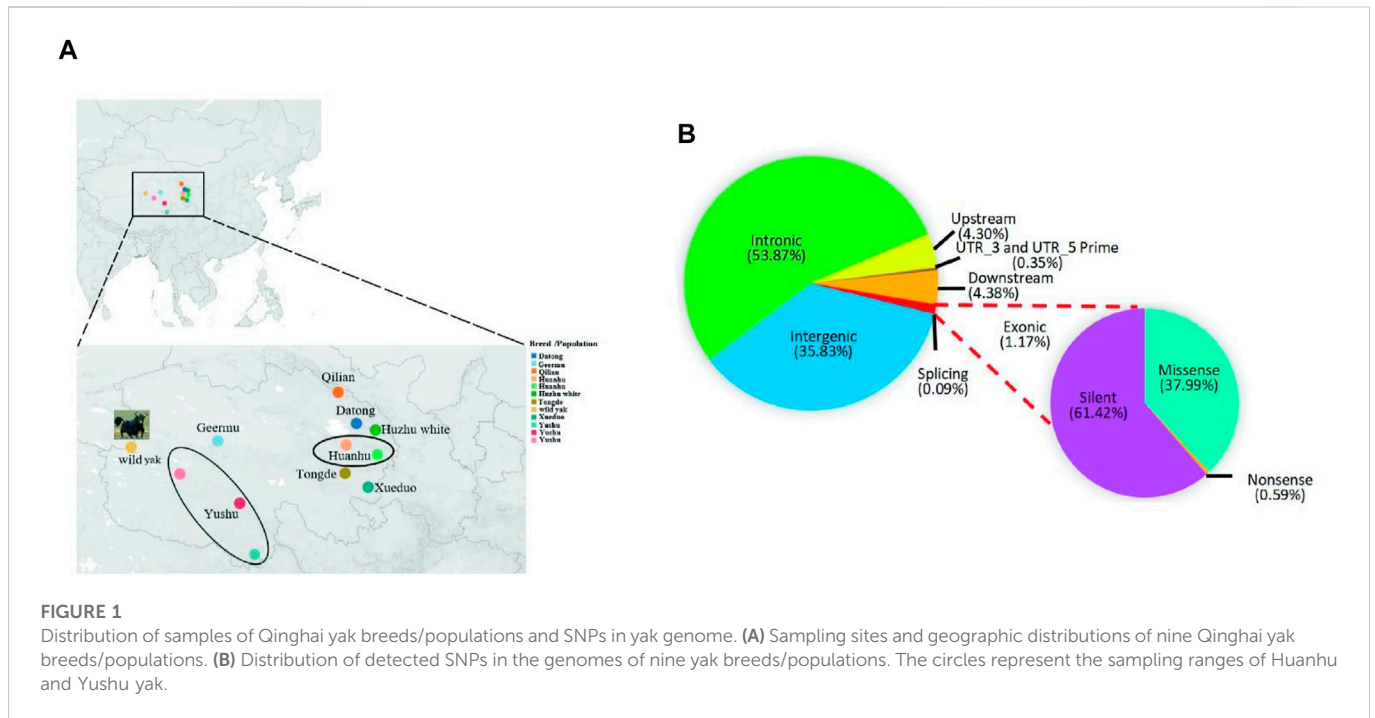 A
Breed /Population
Datong
Geermu
Qilian
Huanhu
Huanhu
Huzhu white
Tongde
wild yak
Xueduo
Yushu
Yushu
Yushu
Qilian
Datong
Huzhu white
Geermu
wild yak
Huanhu
Tongde
Xueduo
Yushu
B
Intronic
(53.87%)
Upstream
(4.30%)
UTR_3 and UTR_5 Prime
(0.35%)
Downstream
(4.38%)
Intergenic
(35.83%)
Splicing
(0.09%)
Exonic
(1.17%)
Silent
(61.42%)
Missense
(37.99%)
Nonsense
(0.59%)
FIGURE 1
Distribution of samples of Qinghai yak breeds/populations and SNPs in yak genome. (A) Sampling sites and geographic distributions of nine Qinghai yak
breeds/populations. (B) Distribution of detected SNPs in the genomes of nine yak breeds/populations. The circles represent the sampling ranges of Huanhu
and Yushu yak.